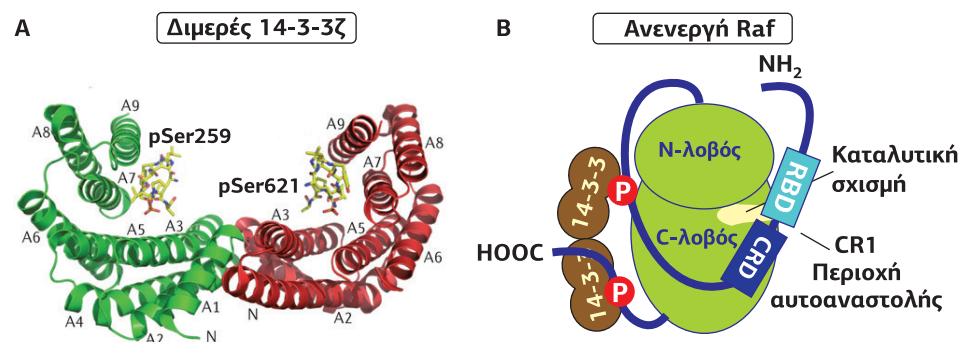 A
Διμερές 14-3-3ζ
A9
A8
pSer259
A7
A6
A5
A3
A4
A2
A1
N
pSer621
A9
A8
A7
A3
A5
A6
N
A2
B
Ανενεργή Raf
NH2
N-λοβός
Καταλυτική
σχισμή
RBD
14-3-3
P
C-λοβός
CRD
HOOC
14-3-
P
CR1
Περιοχή
αυτοαναστολής